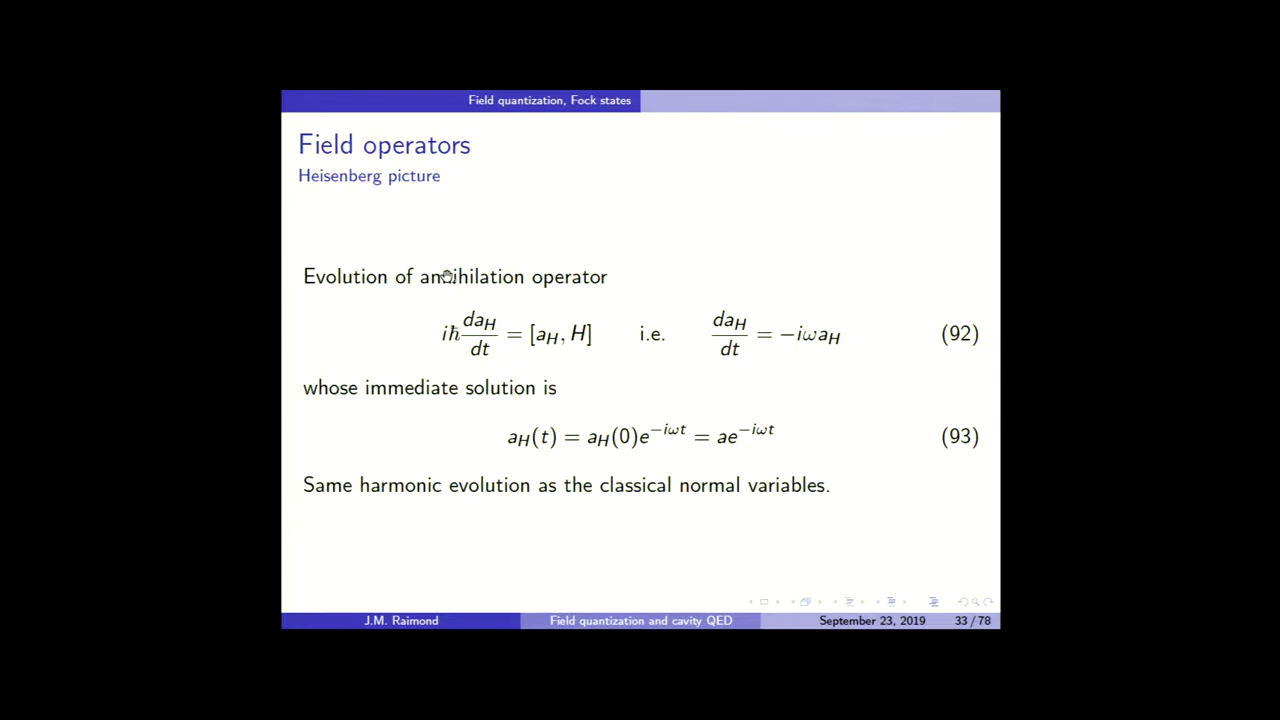 Field quantization, Fock states
Field operators
Heisenberg picture
Evolution of annihilation operator
iħ da_H/dt = [a_H, H] i.e. da_H/dt = −iωa_H (92)
whose immediate solution is
a_H(t) = a_H(0)e^{−iωt} = ae^{−iωt} (93)
Same harmonic evolution as the classical normal variables.
J.M. Raimond Field quantization and cavity QED September 23, 2019 33 / 78